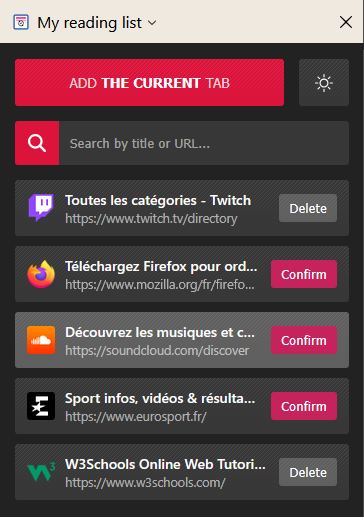 My reading list
ADD THE CURRENT TAB
Search by title or URL...
Toutes les catégories - Twitch
https://www.twitch.tv/directory
Delete
Téléchargez Firefox pour ord...
https://www.mozilla.org/fr/firefo...
Confirm
Découvrez les musiques et c...
https://soundcloud.com/discover
Confirm
Sport infos, vidéos & résulta...
https://www.eurosport.fr/
Confirm
W3Schools Online Web Tutori...
https://www.w3schools.com/
Delete